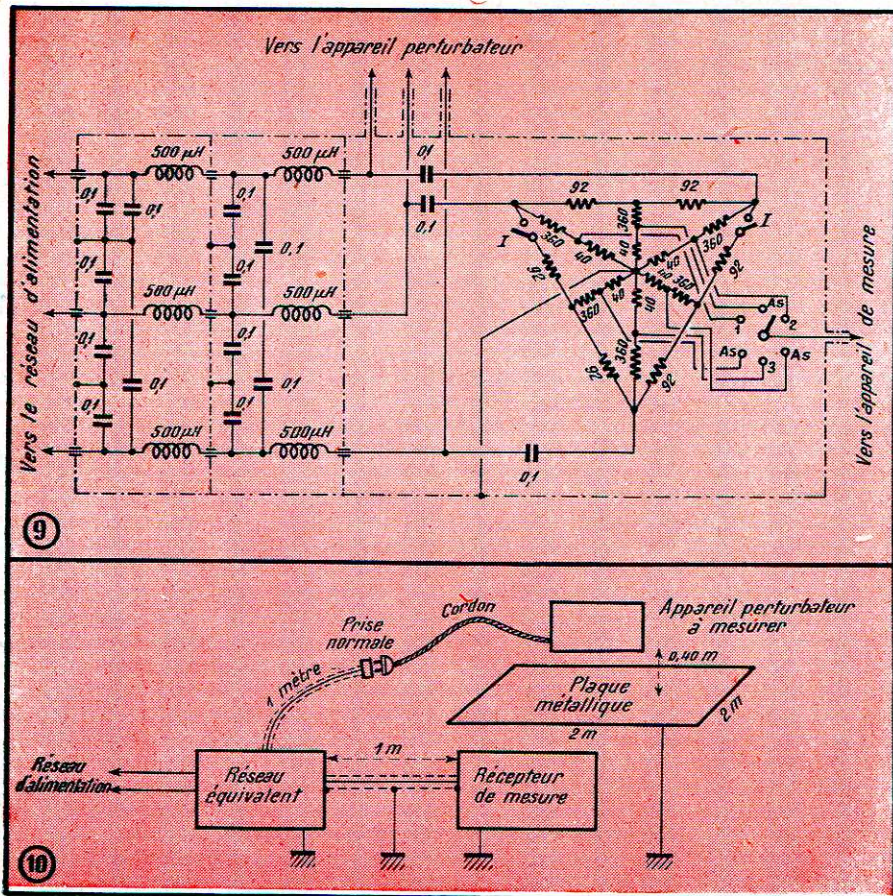 Vers l'appareil perturbateur
Vers le réseau d'alimentation
500 µH
500 µH
0,1
92
92
0,1
0,1
0,1
0,1
I
360
360
360
I
40
40
40
92
92
0,1
0,1
0,1
500 µH
500 µH
40
40
360
360
40
360
As
1
2
As
3
As
Vers l'appareil de mesure
0,1
0,1
0,1
0,1
0,1
0,1
92
92
500 µH
500 µH
0,1
9
Cordon
Prise
normale
Appareil perturbateur
à mesurer
0,40 m
1 mètre
Plaque
métallique
2 m
2 m
1 m
Réseau
d'alimentation
Réseau
équivalent
Récepteur
de mesure
10